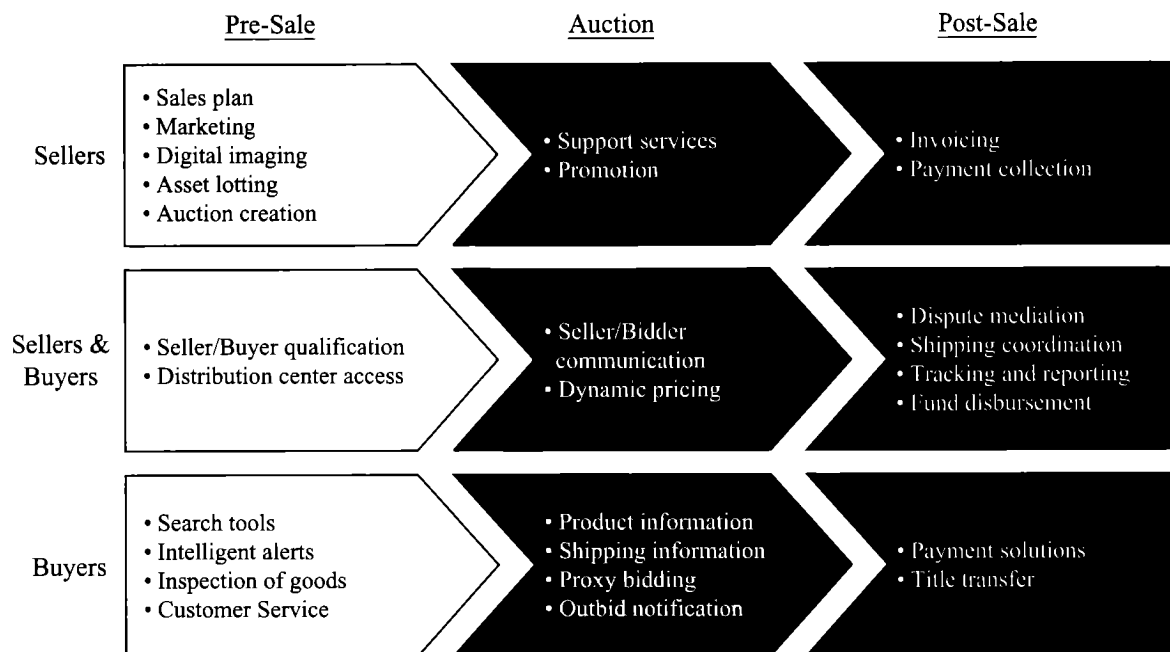 Pre-Sale
Auction
Post-Sale
Sellers
• Sales plan
• Marketing
• Digital imaging
• Asset lotting
• Auction creation
• Support services
• Promotion
• Invoicing
• Payment collection
Sellers &
Buyers
• Seller/Buyer qualification
• Distribution center access
• Seller/Bidder
communication
• Dynamic pricing
• Dispute mediation
• Shipping coordination
• Tracking and reporting
• Fund disbursement
Buyers
• Search tools
• Intelligent alerts
• Inspection of goods
• Customer Service
• Product information
• Shipping information
• Proxy bidding
• Outbid notification
• Payment solutions
• Title transfer